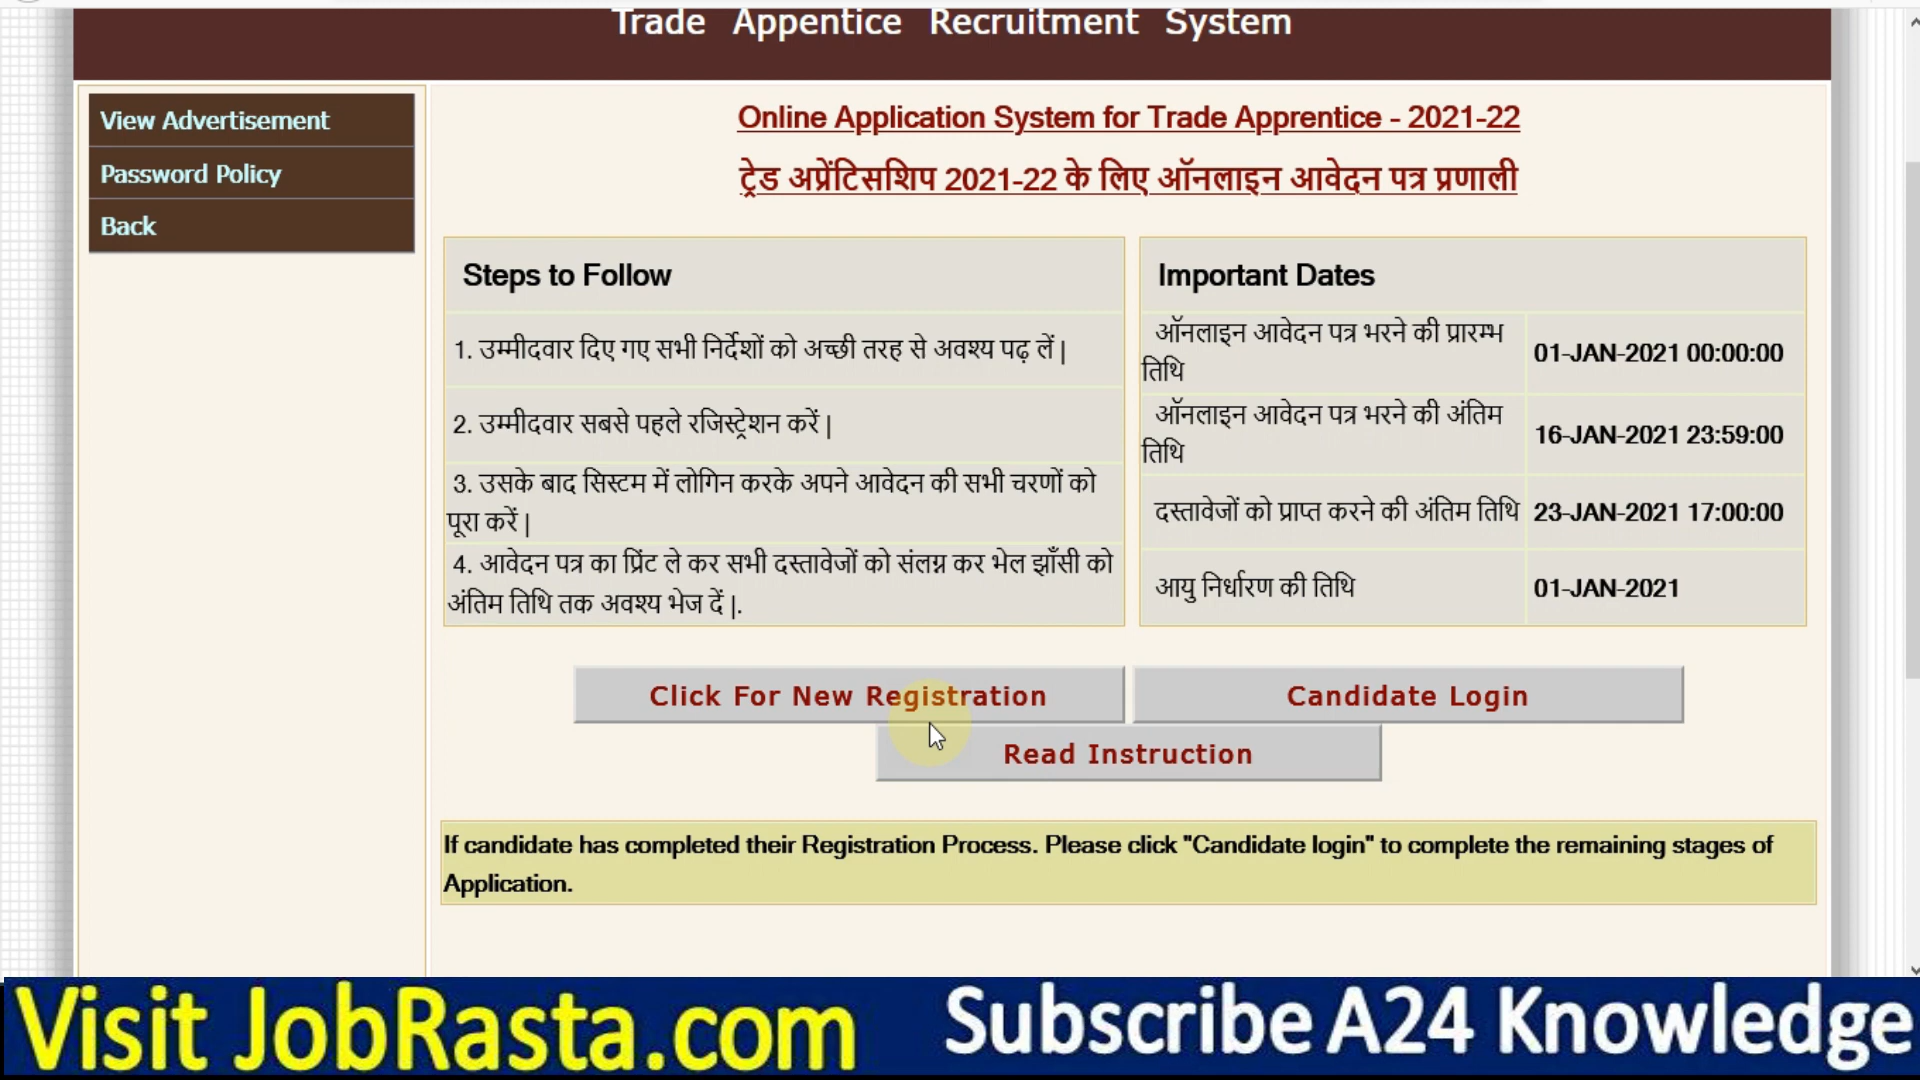 Trade Appentice Recruitment System
View Advertisement
Password Policy
Back
Online Application System for Trade Apprentice - 2021-22
ट्रेड अप्रेंटिसशिप 2021-22 के लिए ऑनलाइन आवेदन पत्र प्रणाली
Steps to Follow
1. उम्मीदवार दिए गए सभी निर्देशों को अच्छी तरह से अवश्य पढ़ लें |
2. उम्मीदवार सबसे पहले रजिस्ट्रेशन करें |
3. उसके बाद सिस्टम में लोगिन करके अपने आवेदन की सभी चरणों को
पूरा करें |
4. आवेदन पत्र का प्रिंट ले कर सभी दस्तावेजों को संलग्न कर भेल झाँसी को
अंतिम तिथि तक अवश्य भेज दें |.
Important Dates
ऑनलाइन आवेदन पत्र भरने की प्रारम्भ
तिथि
01-JAN-2021 00:00:00
ऑनलाइन आवेदन पत्र भरने की अंतिम
तिथि
16-JAN-2021 23:59:00
दस्तावेजों को प्राप्त करने की अंतिम तिथि 23-JAN-2021 17:00:00
आयु निर्धारण की तिथि 01-JAN-2021
Click For New Registration
Candidate Login
Read Instruction
If candidate has completed their Registration Process. Please click "Candidate login" to complete the remaining stages of
Application.
Visit JobRasta.com
Subscribe A24 Knowledge